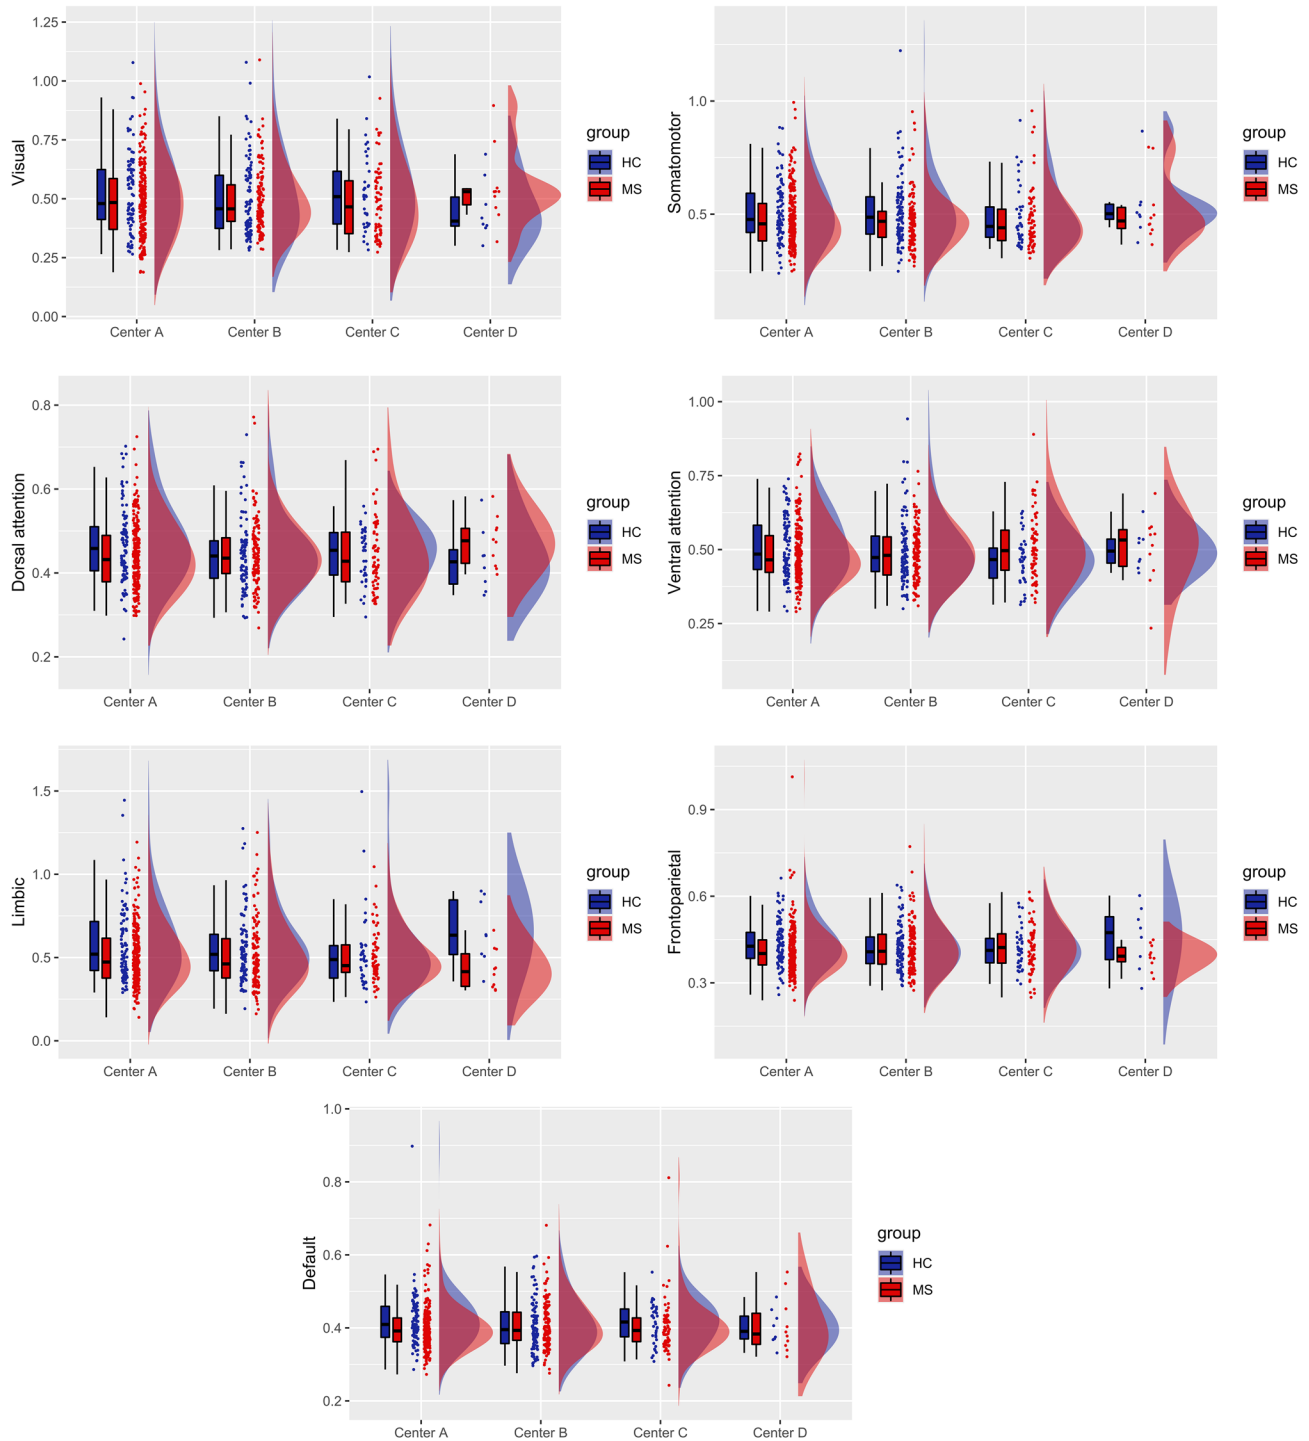 Visual
1.25
1.00
0.75
0.50
0.25
0.00
Center A Center B Center C Center D
group
HC
MS
Somatomotor
1.0
0.5
Center A Center B Center C Center D
group
HC
MS
Dorsal attention
0.8
0.6
0.4
0.2
Center A Center B Center C Center D
group
HC
MS
Ventral attention
1.00
0.75
0.50
0.25
Center A Center B Center C Center D
group
HC
MS
Limbic
1.5
1.0
0.5
0.0
Center A Center B Center C Center D
group
HC
MS
Frontoparietal
0.9
0.6
0.3
Center A Center B Center C Center D
group
HC
MS
Default
1.0
0.8
0.6
0.4
0.2
Center A Center B Center C Center D
group
HC
MS